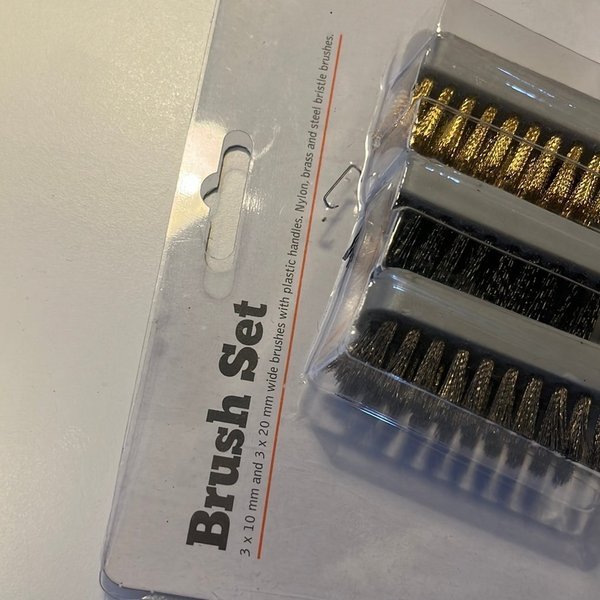 Brush Set
3 x 10 mm and 3 x 20 mm wide brushes with plastic handles. Nylon, brass and steel bristle brushes.